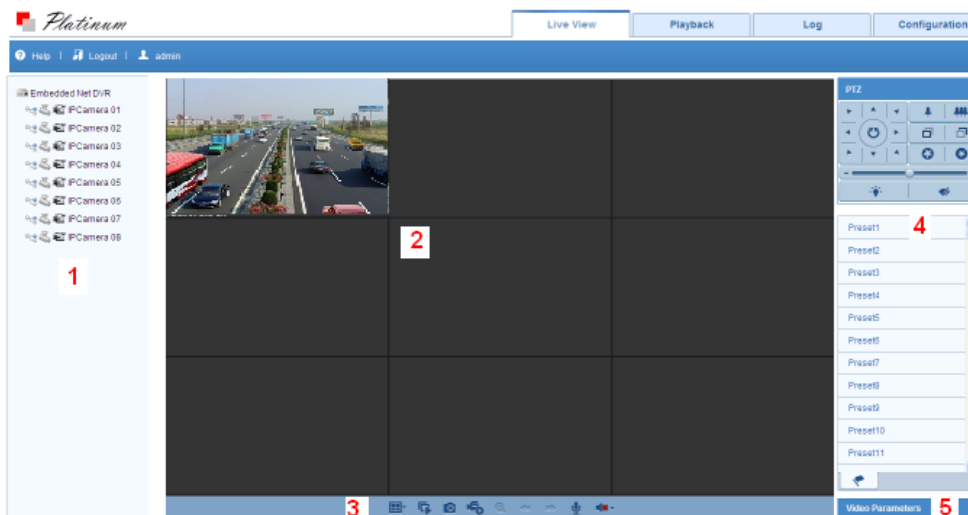 Platinum
Live View
Playback
Log
Configuration
Help | Logout | admin
Embedded Net DVR
IPCamera 01
IPCamera 02
IPCamera 03
IPCamera 04
IPCamera 05
IPCamera 06
IPCamera 07
IPCamera 08
1
2
3
PTZ
4
Preset1
Preset2
Preset3
Preset4
Preset5
Preset6
Preset7
Preset8
Preset9
Preset10
Preset11
Video Parameters
5